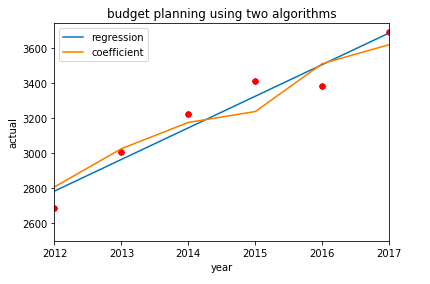 budget planning using two algorithms
regression
coefficient
actual
3600
3400
3200
3000
2800
2600
2012 2013 2014 2015 2016 2017
year